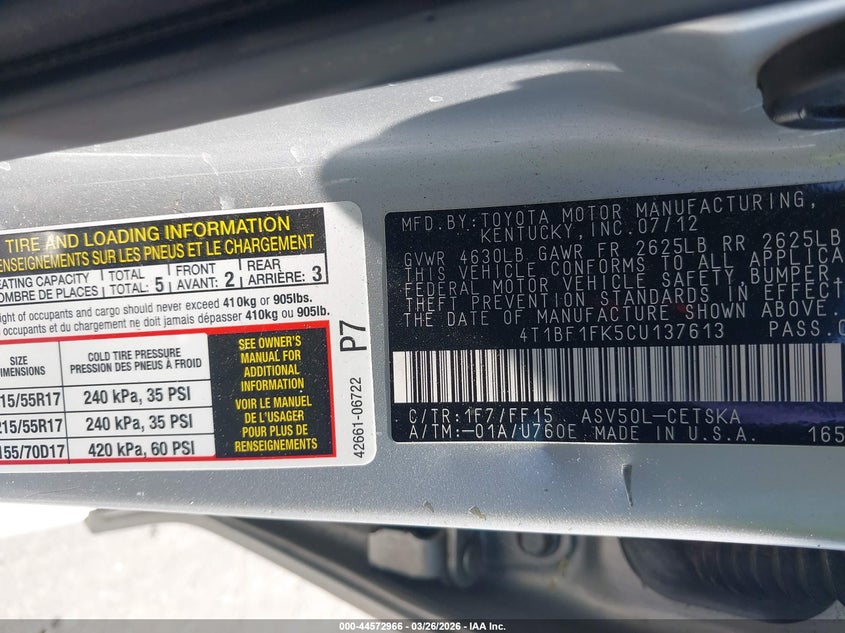 TIRE AND LOADING INFORMATION
RENSEIGNEMENTS SUR LES PNEUS ET LE CHARGEMENT
SEATING CAPACITY TOTAL 5 FRONT 2 REAR 3
NOMBRE DE PLACES TOTAL: AVANT: ARRIÈRE:
of occupants and cargo should never exceed 410kg or 905lbs.
occupants et du chargement ne doit jamais dépasser 410kg ou 905lb.
SIZE COLD TIRE PRESSURE
DIMENSIONS PRESSION DES PNEUS À FROID
15/55R17 240 kPa, 35 PSI
215/55R17 240 kPa, 35 PSI
155/70D17 420 kPa, 60 PSI
SEE OWNER'S
MANUAL FOR
ADDITIONAL
INFORMATION
VOIR LE MANUEL
DE L'USAGER
POUR PLUS DE
RENSEIGNEMENTS
P7
42661-06722
MFD.BY:TOYOTA MOTOR MANUFACTURING,
KENTUCKY, INC.07/12
GVWR 4630LB GAWR FR 2625LB RR 2625LB
THIS VEHICLE CONFORMS TO ALL
FEDERAL MOTOR VEHICLE SAFETY, BUMPER
THEFT PREVENTION STANDARDS IN EFFECT
THE DATE OF MANUFACTURE SHOWN ABOVE.
4T1BF1FK5CU137613 PASS.
C/TR:1F7/FF15 ASV50L-CETSKA
A/TM:-01A/U760E MADE IN U.S.A. 165
000-44572966 - 03/26/2026 - IAA Inc.